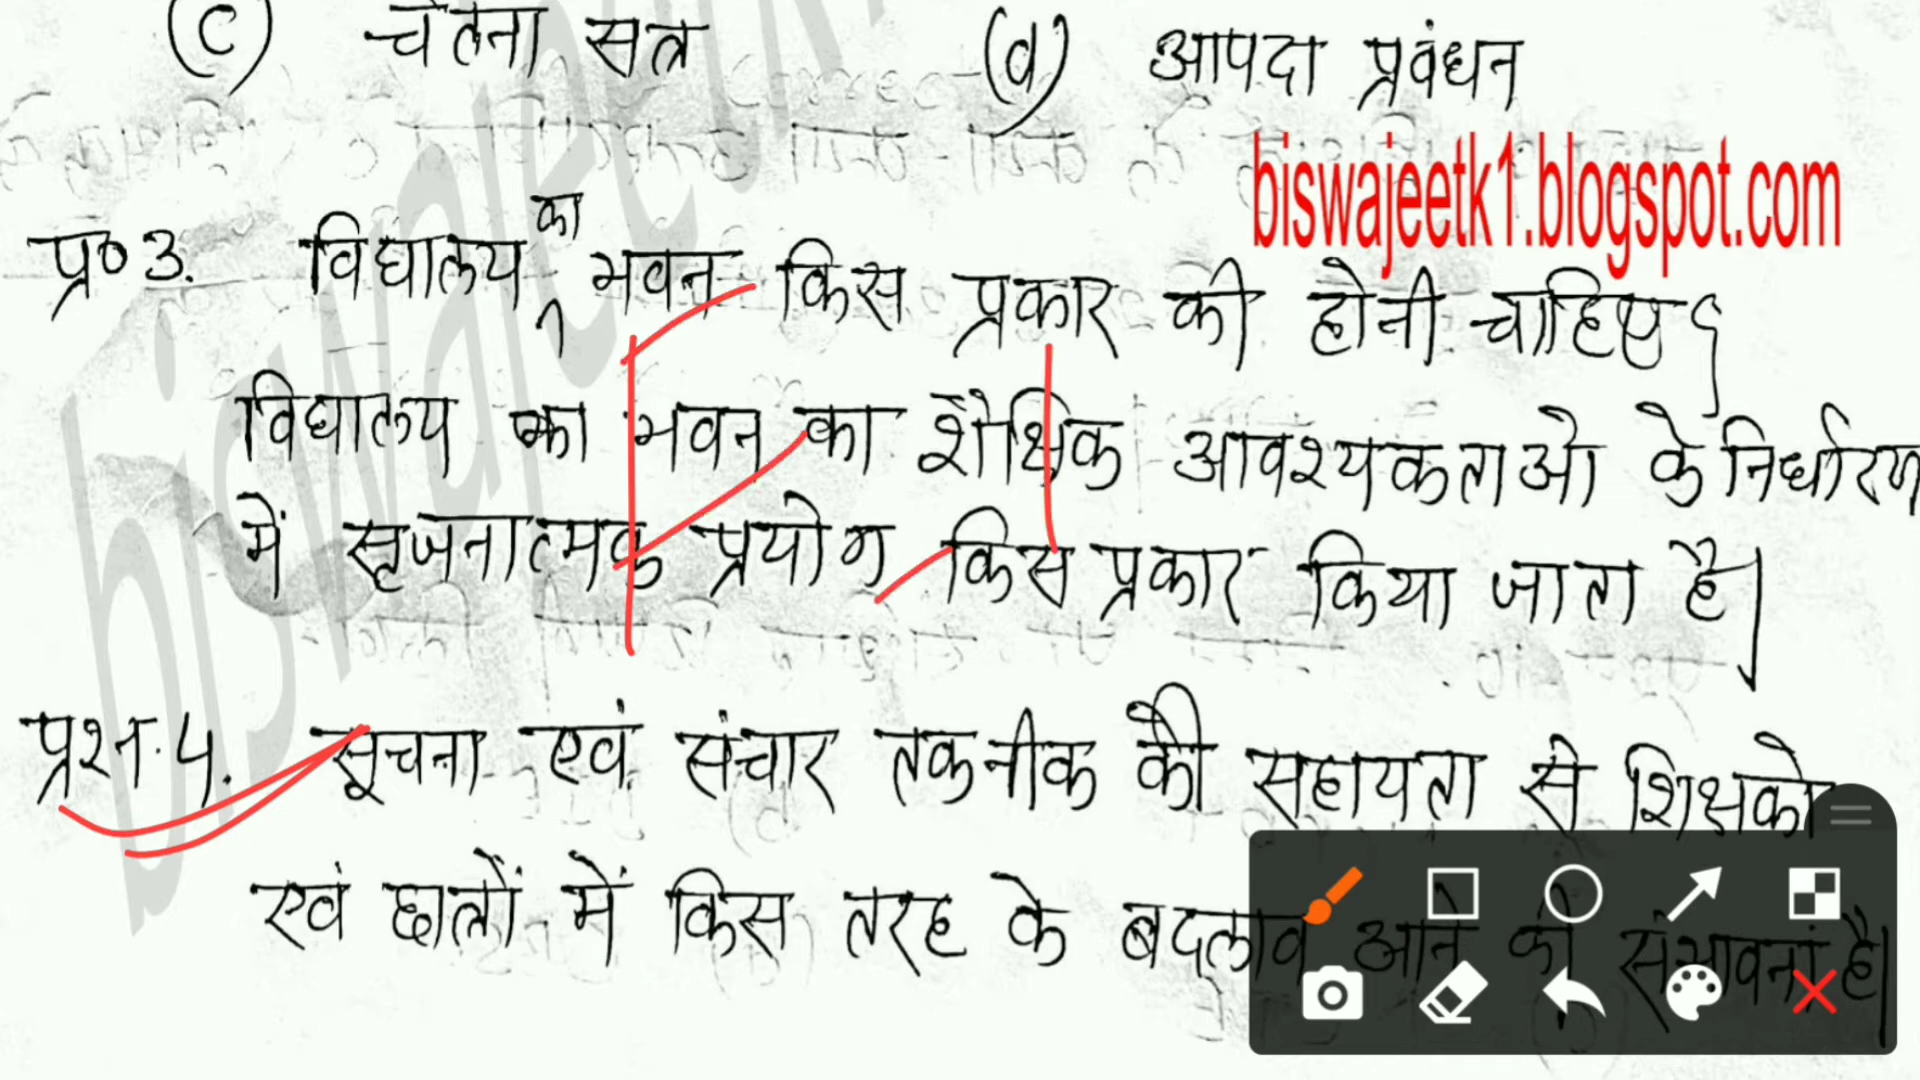 (c) चेतना सत्र (d) आपदा प्रवंधन
biswajeetk1.blogspot.com
प्र० 3. विद्यालय का भवन किस प्रकार की होनी चाहिए
विद्यालय का भवन का शैक्षिक आवश्यकताओ के निर्धारण
में सृजनात्मक प्रयोग किस प्रकार किया जाता है।
प्रश्न. 4. सूचना एवं संचार तकनीक की सहायता से शिक्षको
एवं छात्रों में किस तरह के बदलाव आने की संभावना है।